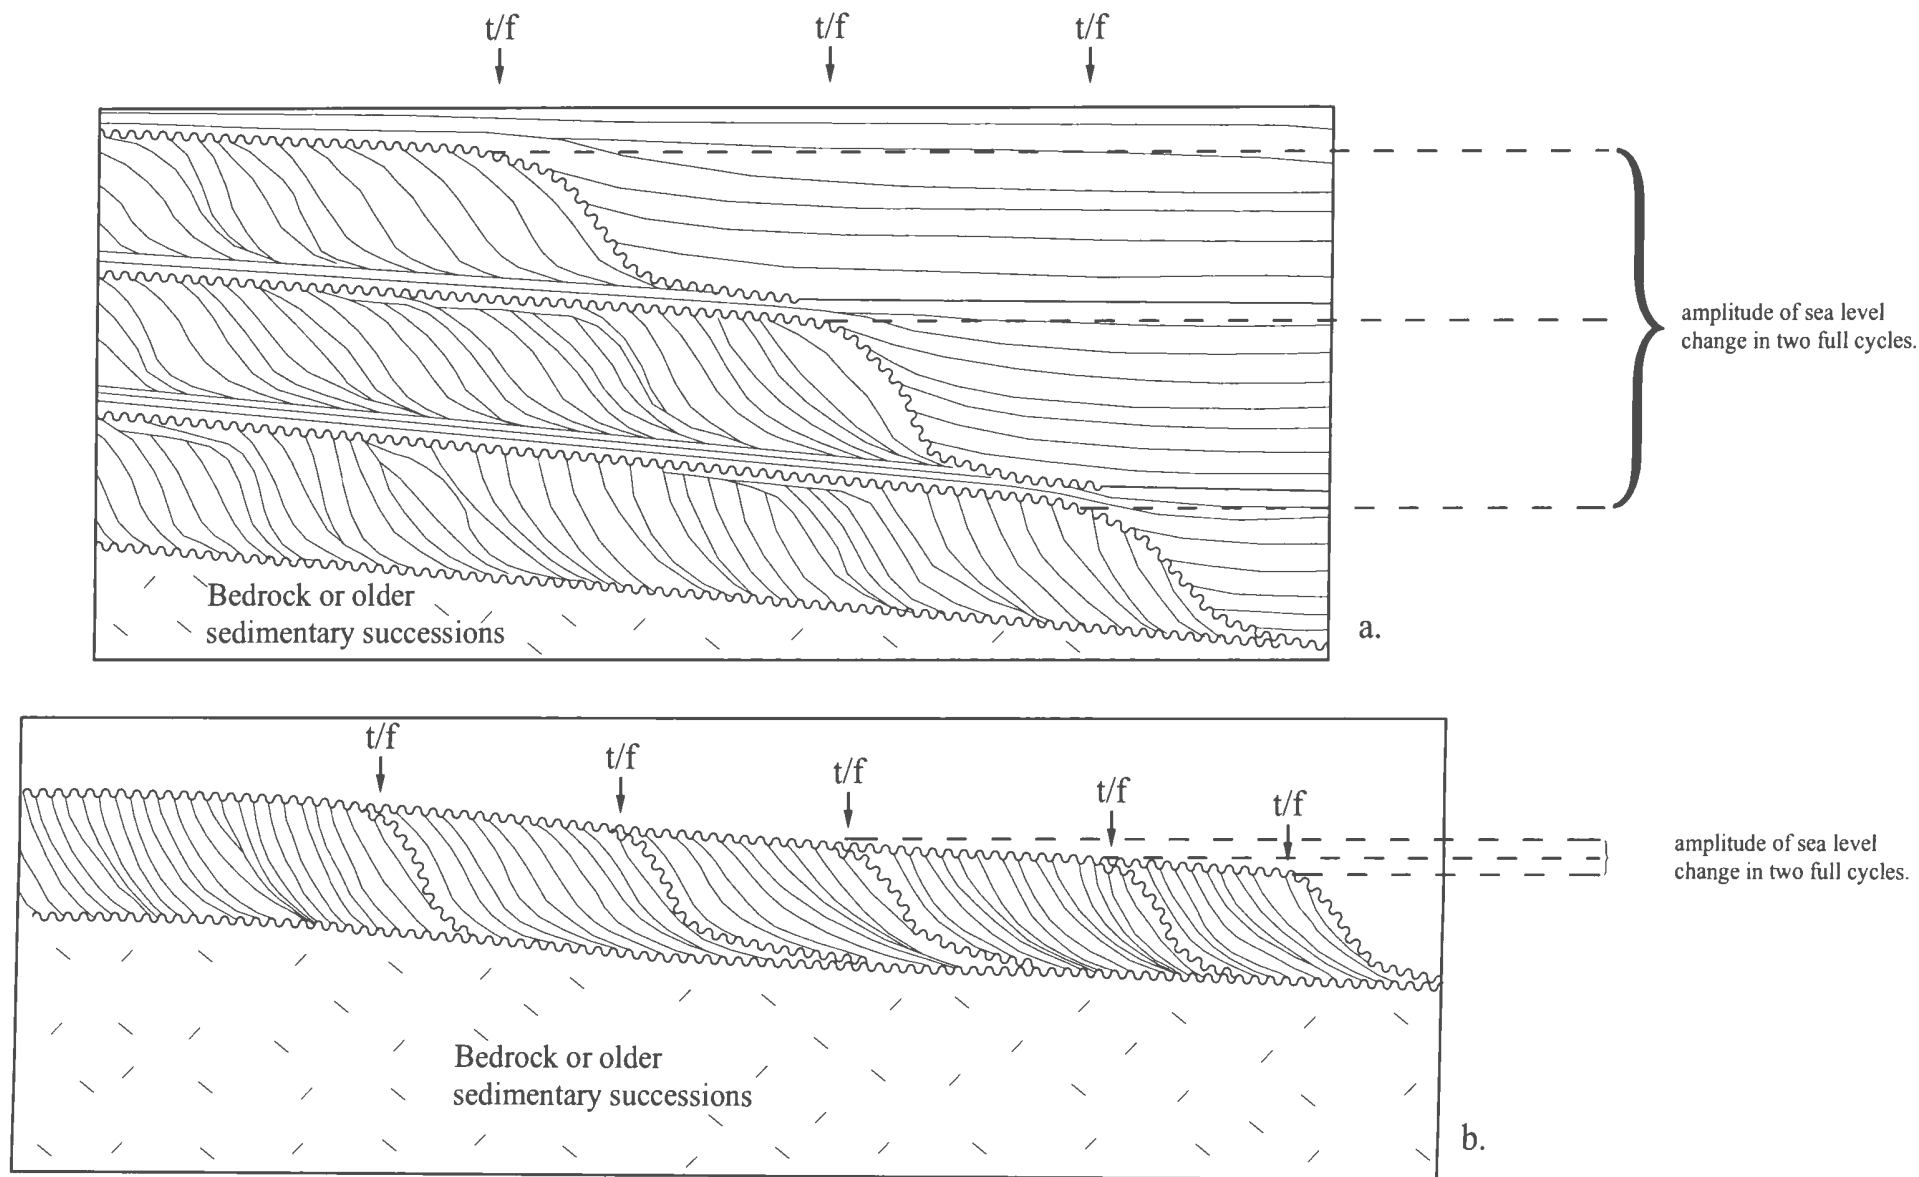 t/f
t/f
t/f
amplitude of sea level
change in two full cycles.
Bedrock or older
sedimentary successions
a.
t/f
t/f
t/f
t/f
t/f
amplitude of sea level
change in two full cycles.
Bedrock or older
sedimentary successions
b.